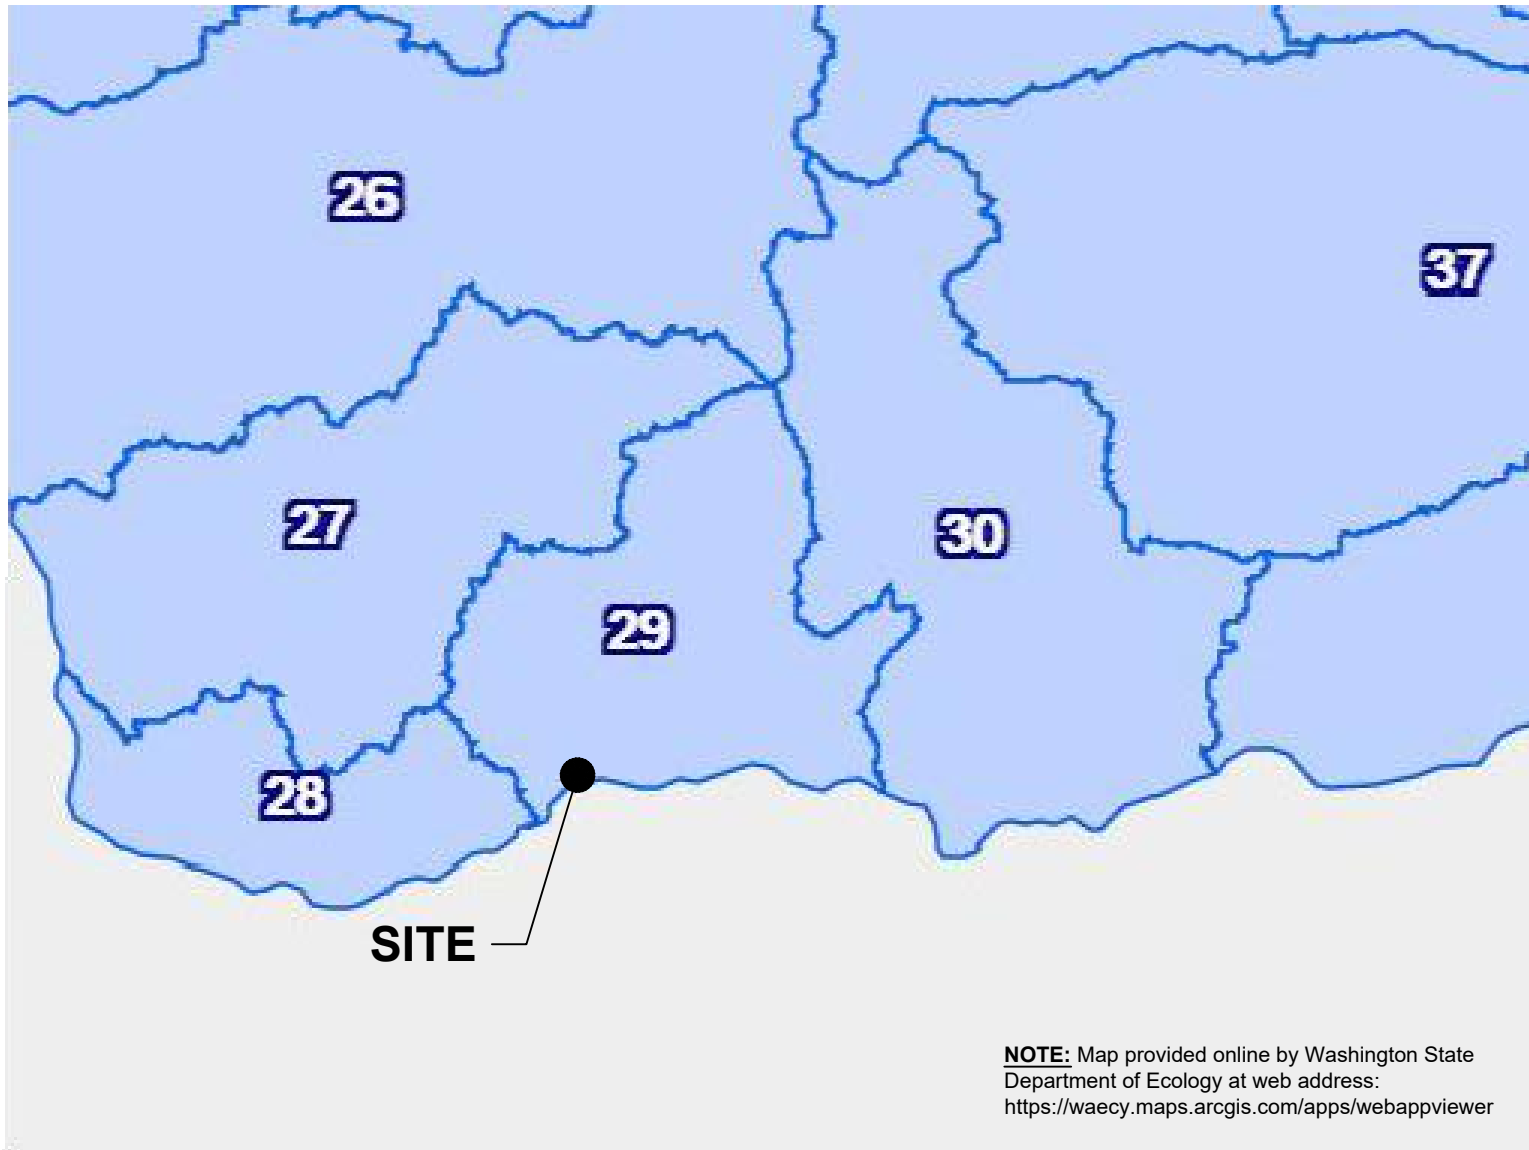 26
37
27
30
29
28
SITE
NOTE: Map provided online by Washington State
Department of Ecology at web address:
https://waecy.maps.arcgis.com/apps/webappviewer